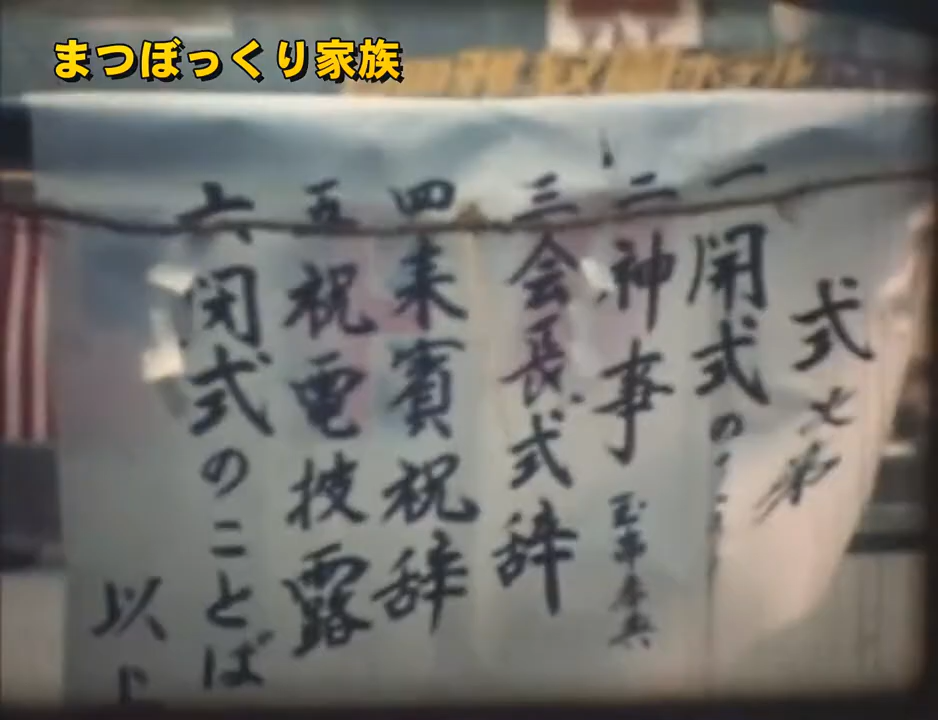 まつぼっくり家族
式次第
一 開式のこ
二 神事 玉串奉奠
三 会長式辞
四 来賓祝辞
五 祝電披露
六 閉式のことば
以上